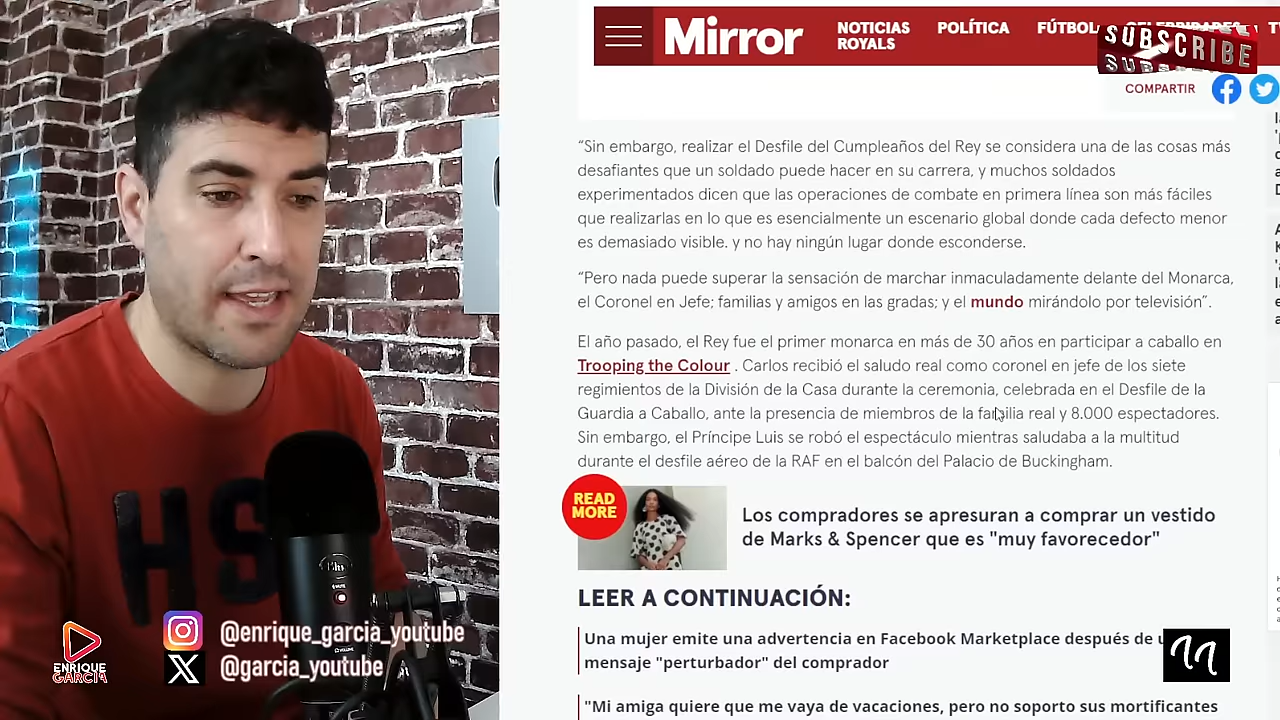 Mirror
NOTICIAS
ROYALS
POLÍTICA
FÚTBOL
CELEBRIDADES
SUBSCRIBE
COMPARTIR
“Sin embargo, realizar el Desfile del Cumpleaños del Rey se considera una de las cosas más
desafiantes que un soldado puede hacer en su carrera, y muchos soldados
experimentados dicen que las operaciones de combate en primera línea son más fáciles
que realizarlas en lo que es esencialmente un escenario global donde cada defecto menor
es demasiado visible. y no hay ningún lugar donde esconderse.
“Pero nada puede superar la sensación de marchar inmaculadamente delante del Monarca,
el Coronel en Jefe; familias y amigos en las gradas; y el mundo mirándolo por televisión”.
El año pasado, el Rey fue el primer monarca en más de 30 años en participar a caballo en
Trooping the Colour . Carlos recibió el saludo real como coronel en jefe de los siete
regimientos de la División de la Casa durante la ceremonia, celebrada en el Desfile de la
Guardia a Caballo, ante la presencia de miembros de la familia real y 8.000 espectadores.
Sin embargo, el Príncipe Luis se robó el espectáculo mientras saludaba a la multitud
durante el desfile aéreo de la RAF en el balcón del Palacio de Buckingham.
READ
MORE
Los compradores se apresuran a comprar un vestido
de Marks & Spencer que es "muy favorecedor"
LEER A CONTINUACIÓN:
Una mujer emite una advertencia en Facebook Marketplace después de
mensaje "perturbador" del comprador
"Mi amiga quiere que me vaya de vacaciones, pero no soporto sus mortificantes
HS
Blue
ENRIQUE
GARCIA
@enrique_garcia_youtube
@garcia_youtube